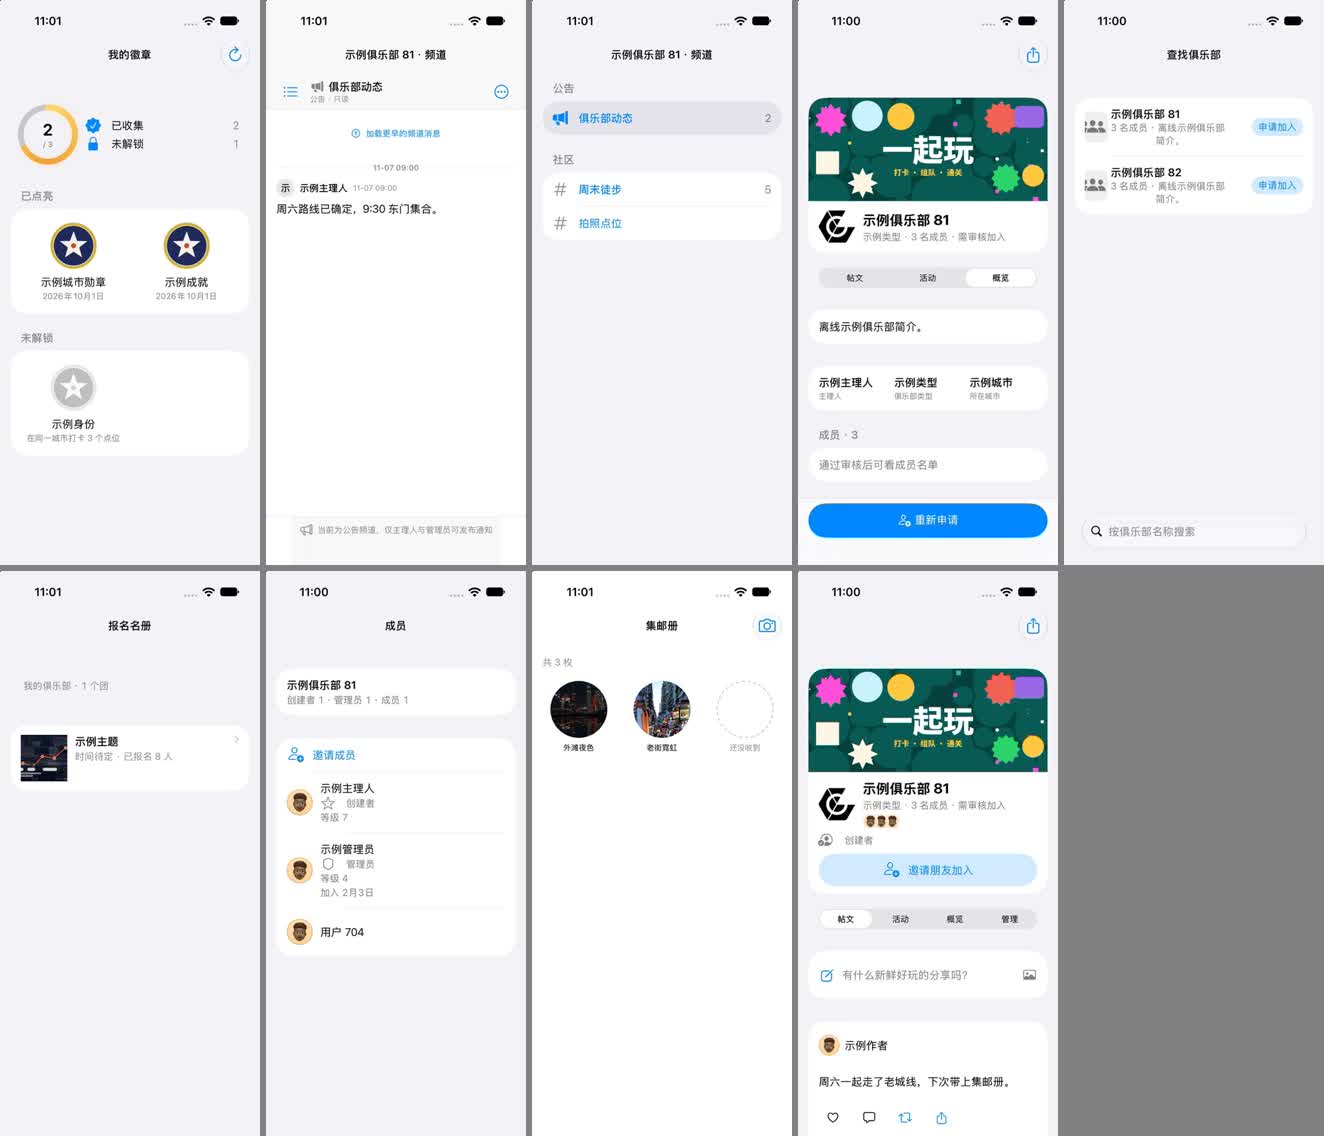 11:01
我的徽章
2
/ 3
已收集 2
未解锁 1
已点亮
示例城市勋章
2026年10月1日
示例成就
2026年10月1日
未解锁
示例身份
在同一城市打卡 3 个点位
11:01
示例俱乐部 81 · 频道
俱乐部动态
公告 · 只读
加载更早的频道消息
11-07 09:00
示 示例主理人 11-07 09:00
周六路线已确定，9:30 东门集合。
当前为公告频道，仅主理人与管理员可发布通知
11:01
示例俱乐部 81 · 频道
公告
俱乐部动态 2
社区
# 周末徒步 5
# 拍照点位
11:00
一起玩
打卡 · 组队 · 通关
示例俱乐部 81
示例类型 · 3 名成员 · 需审核加入
帖文 活动 概览
离线示例俱乐部简介。
示例主理人 示例类型 示例城市
主理人 俱乐部类型 所在城市
成员 · 3
通过审核后可看成员名单
重新申请
11:00
查找俱乐部
示例俱乐部 81
3 名成员 · 离线示例俱乐部
简介。
申请加入
示例俱乐部 82
3 名成员 · 离线示例俱乐部
简介。
申请加入
按俱乐部名称搜索
11:01
报名名册
我的俱乐部 · 1 个团
示例主题
时间待定 · 已报名 8 人
11:00
成员
示例俱乐部 81
创建者 1 · 管理员 1 · 成员 1
邀请成员
示例主理人
创建者
等级 7
示例管理员
管理员
等级 4
加入 2月3日
用户 704
11:01
集邮册
共 3 枚
外滩夜色
老街霓虹
还没收到
11:00
一起玩
打卡 · 组队 · 通关
示例俱乐部 81
示例类型 · 3 名成员 · 需审核加入
创建者
邀请朋友加入
帖文 活动 概览 管理
有什么新鲜好玩的分享吗?
示例作者
周六一起走了老城线，下次带上集邮册。